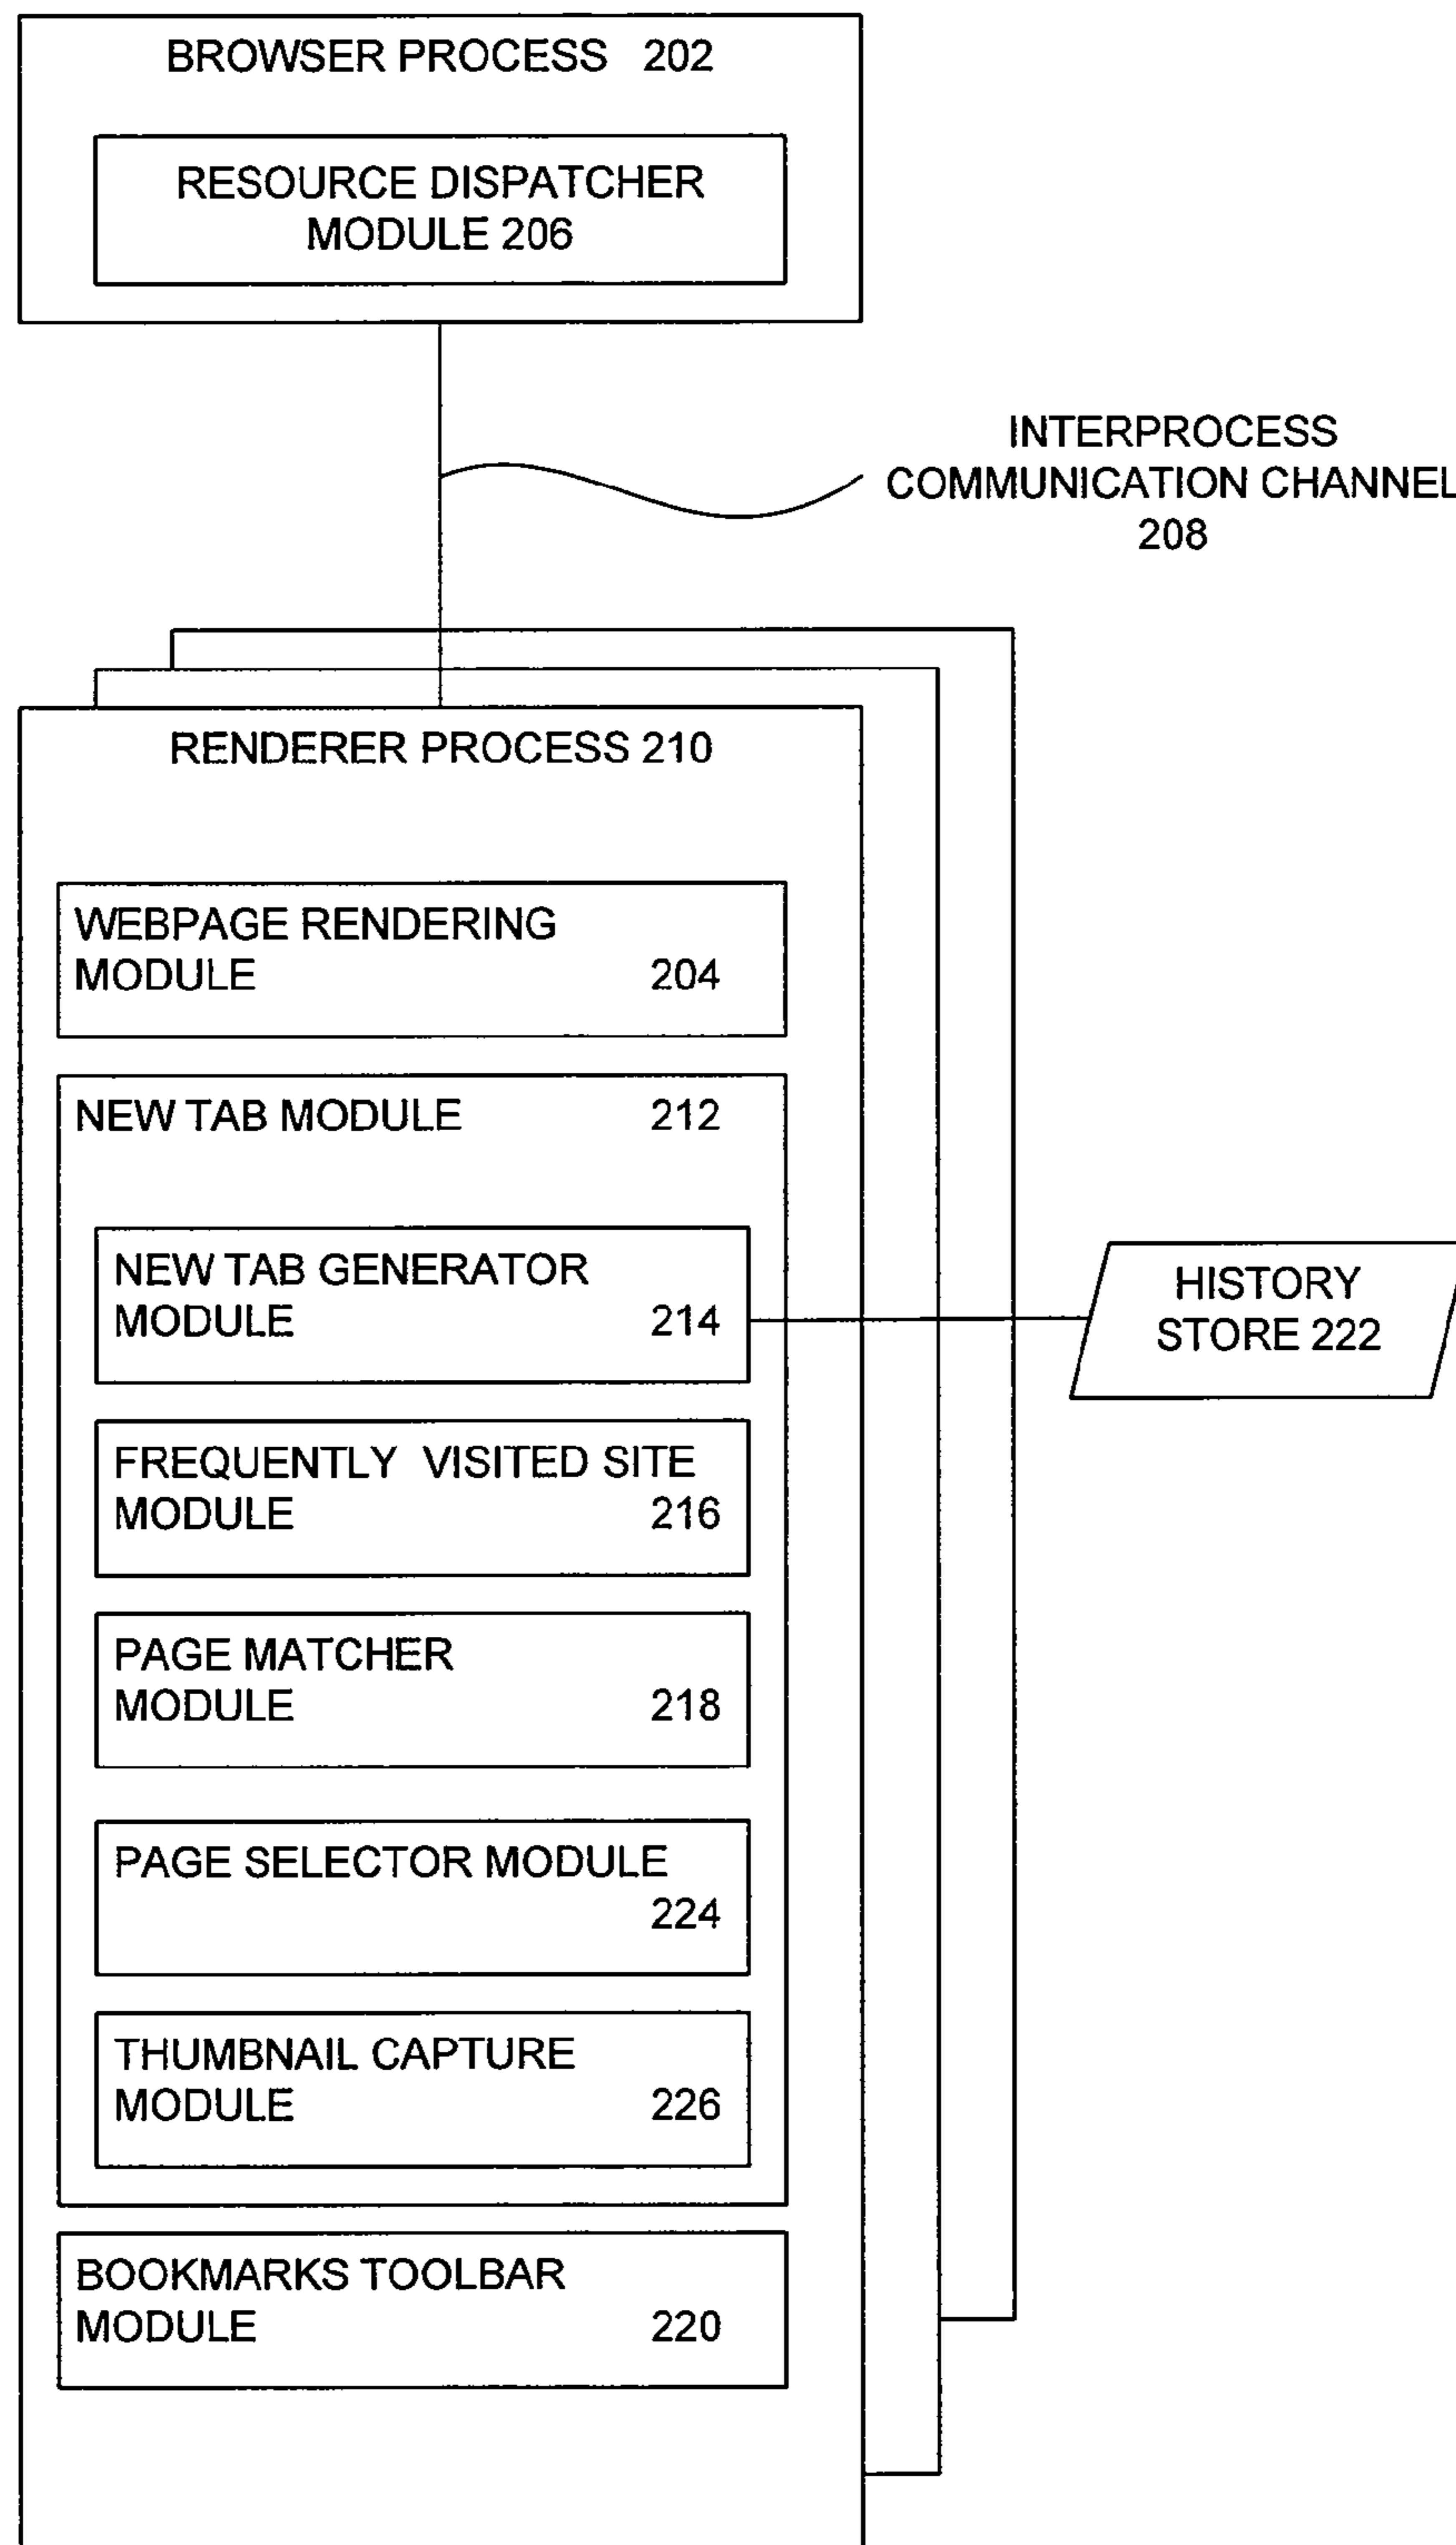 BROWSER PROCESS 202
RESOURCE DISPATCHER
MODULE 206
INTERPROCESS
COMMUNICATION CHANNEL
208
RENDERER PROCESS 210
WEBPAGE RENDERING
MODULE 204
NEW TAB MODULE 212
NEW TAB GENERATOR
MODULE 214
HISTORY
STORE 222
FREQUENTLY VISITED SITE
MODULE 216
PAGE MATCHER
MODULE 218
PAGE SELECTOR MODULE
224
THUMBNAIL CAPTURE
MODULE 226
BOOKMARKS TOOLBAR
MODULE 220